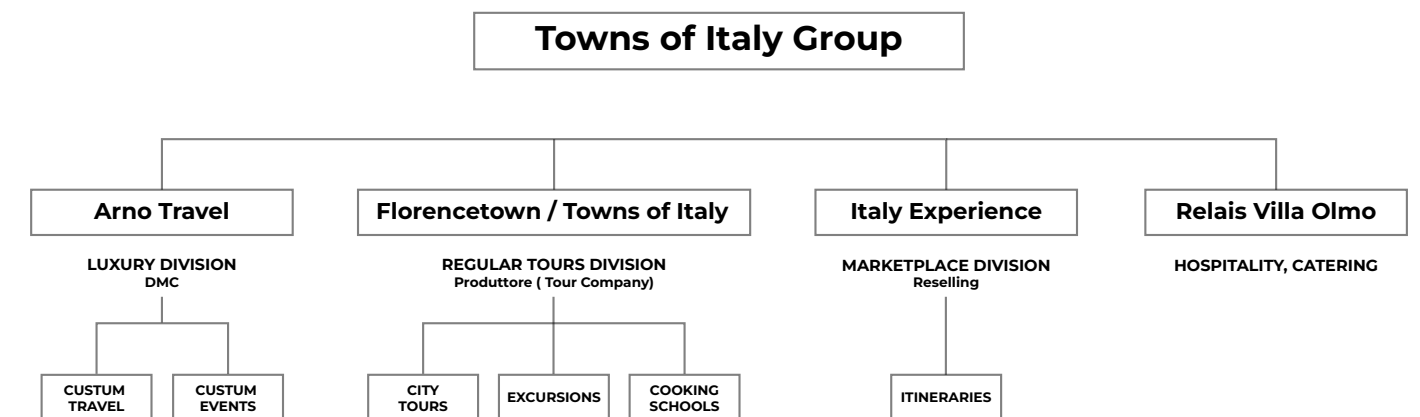 Towns of Italy Group
Arno Travel
Florencetown / Towns of Italy
Italy Experience
Relais Villa Olmo
LUXURY DIVISION
DMC
REGULAR TOURS DIVISION
Produttore ( Tour Company)
MARKETPLACE DIVISION
Reselling
HOSPITALITY, CATERING
CUSTUM
TRAVEL
CUSTUM
EVENTS
CITY
TOURS
EXCURSIONS
COOKING
SCHOOLS
ITINERARIES